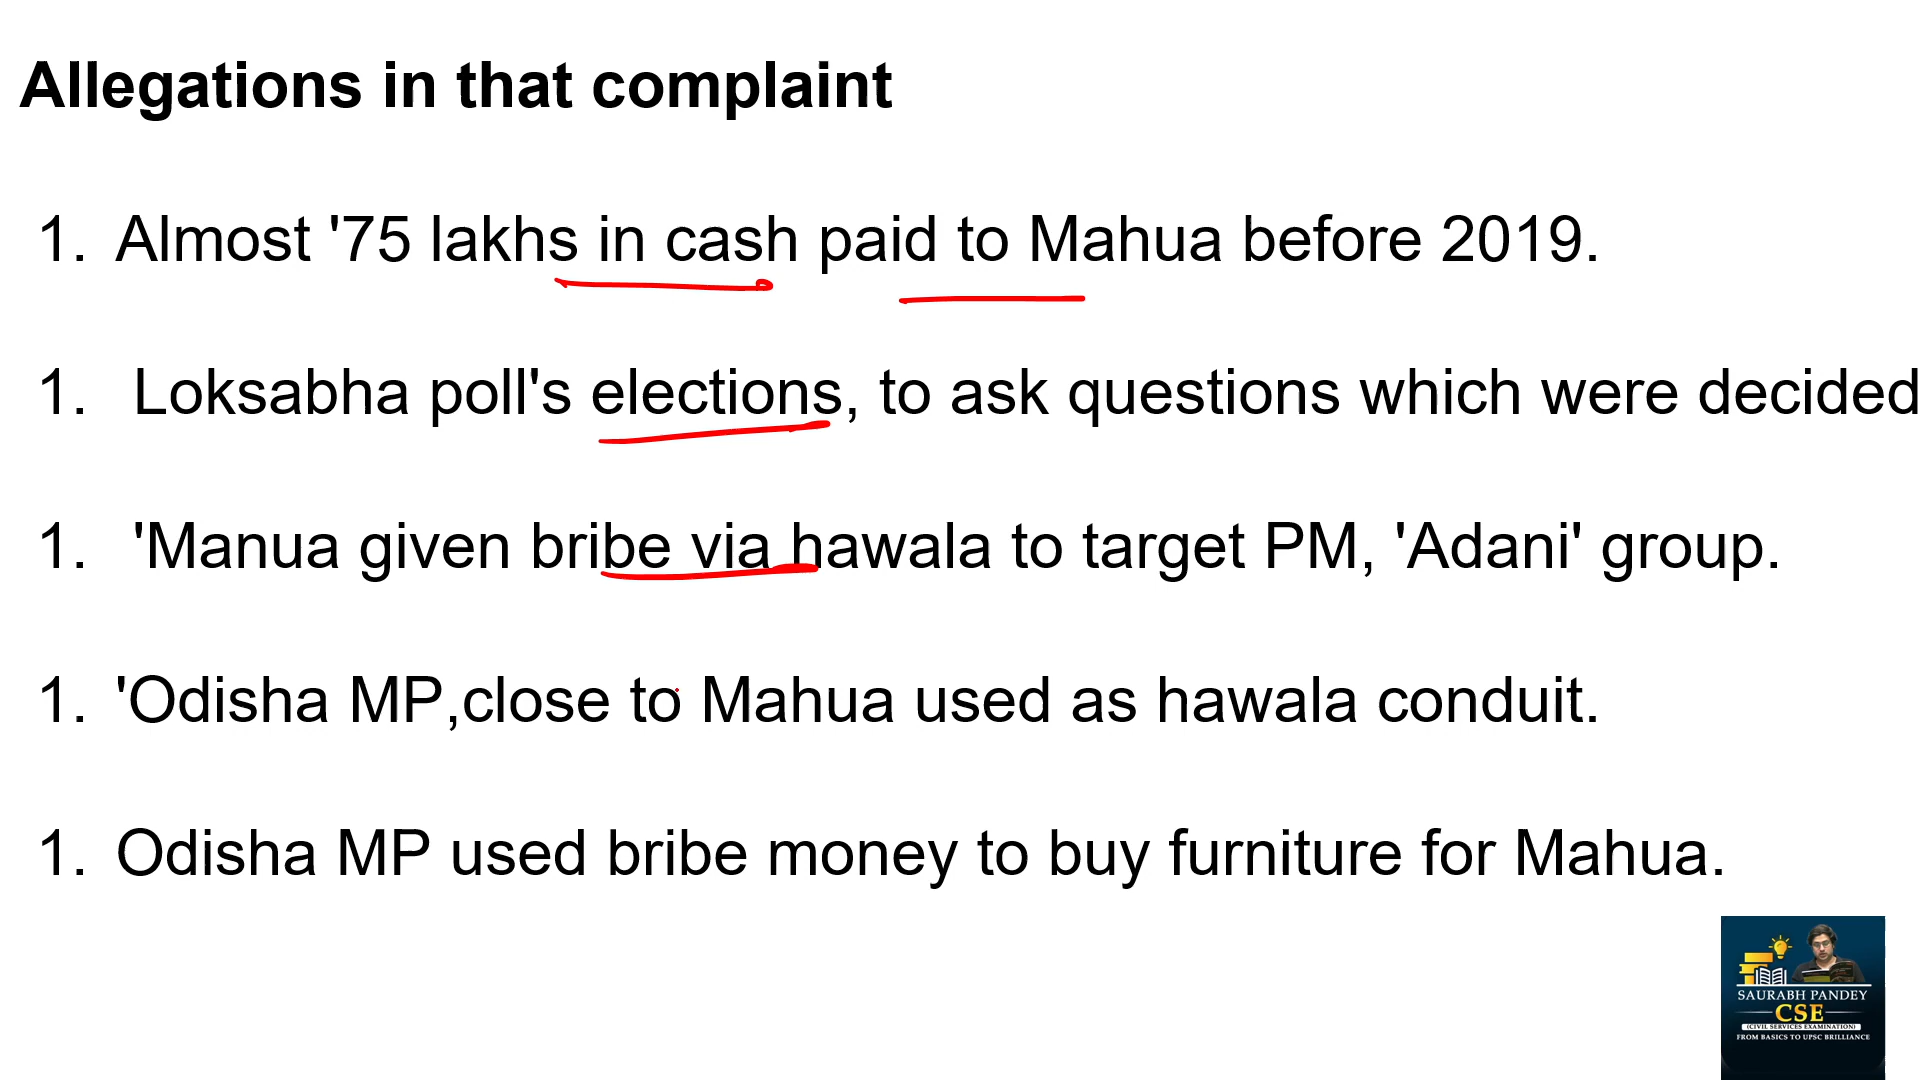 Allegations in that complaint
1. Almost '75 lakhs in cash paid to Mahua before 2019.
1. Loksabha poll's elections, to ask questions which were decided
1. 'Manua given bribe via hawala to target PM, 'Adani' group.
1. 'Odisha MP,close to Mahua used as hawala conduit.
1. Odisha MP used bribe money to buy furniture for Mahua.
SAURABH PANDEY
CSE
(CIVIL SERVICES EXAMINATION)
FROM BASICS TO UPSC BRILLIANCE